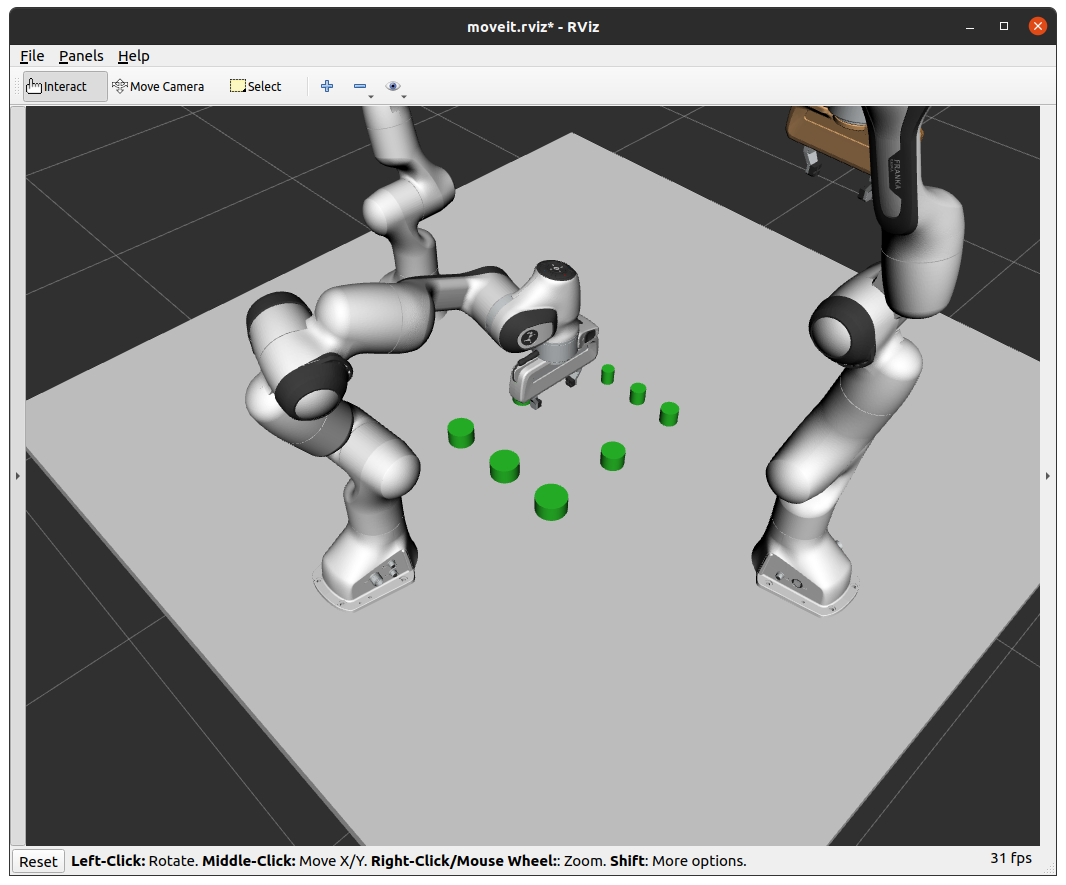 moveit.rviz* - RViz
File Panels Help
Interact Move Camera Select
FRANKA
Reset Left-Click: Rotate. Middle-Click: Move X/Y. Right-Click/Mouse Wheel:: Zoom. Shift: More options. 31 fps